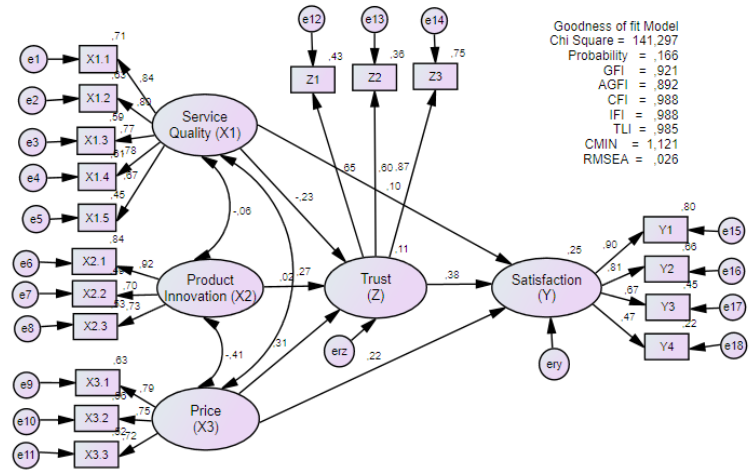 e12
e13
e14
,43
,36
,75
Z1
Z2
Z3
Goodness of fit Model
Chi Square = 141,297
Probability = ,166
GFI = ,921
AGFI = ,892
CFI = ,988
IFI = ,988
TLI = ,985
CMIN = 1,121
RMSEA = ,026
,71
e1
X1.1
,84
e2
X1.2
,80
,59
e3
X1.3
,77
,61
e4
X1.4
,78
,67
,45
e5
X1.5
Service
Quality (X1)
,65
,60
,87
,10
-,23
-,06
,84
e6
X2.1
,92
e7
X2.2
,70
,53
e8
X2.3
,73
Product
Innovation (X2)
,02
,27
,11
Trust
(Z)
,38
,25
Satisfaction
(Y)
,80
,90
Y1
e15
,66
,81
Y2
e16
,45
,67
Y3
e17
,22
,47
Y4
e18
-,41
,31
erz
,22
ery
,63
e9
X3.1
,79
e10
X3.2
,75
,52
e11
X3.3
,72
Price
(X3)